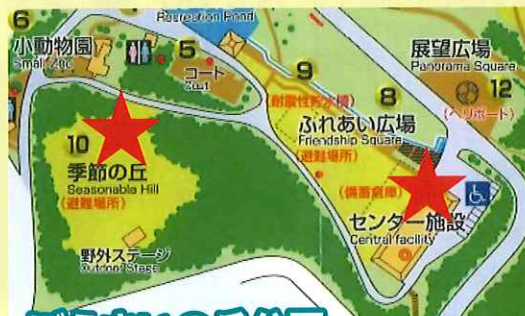 6
小動物園
Small Zoo
Recreation Pond
5
コート
9
(耐震性貯水槽)
8
ふれあい広場
Friendship Square
(避難場所)
展望広場
Panorama Square
12
(ヘリポート)
10
季節の丘
Seasonable Hill
(避難場所)
(備蓄倉庫)
センター施設
Central facility
野外ステージ
Outdoor Stage